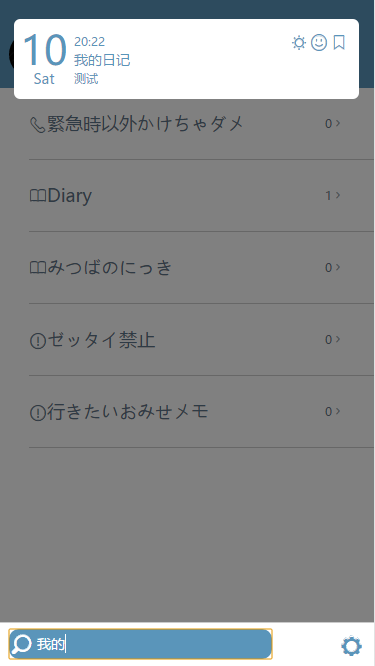 10
Sat
20:22
我的日记
测试
緊急時以外かけちゃダメ 0
Diary 1
みつばのにっき 0
ゼッタイ禁止 0
行きたいおみせメモ 0
我的